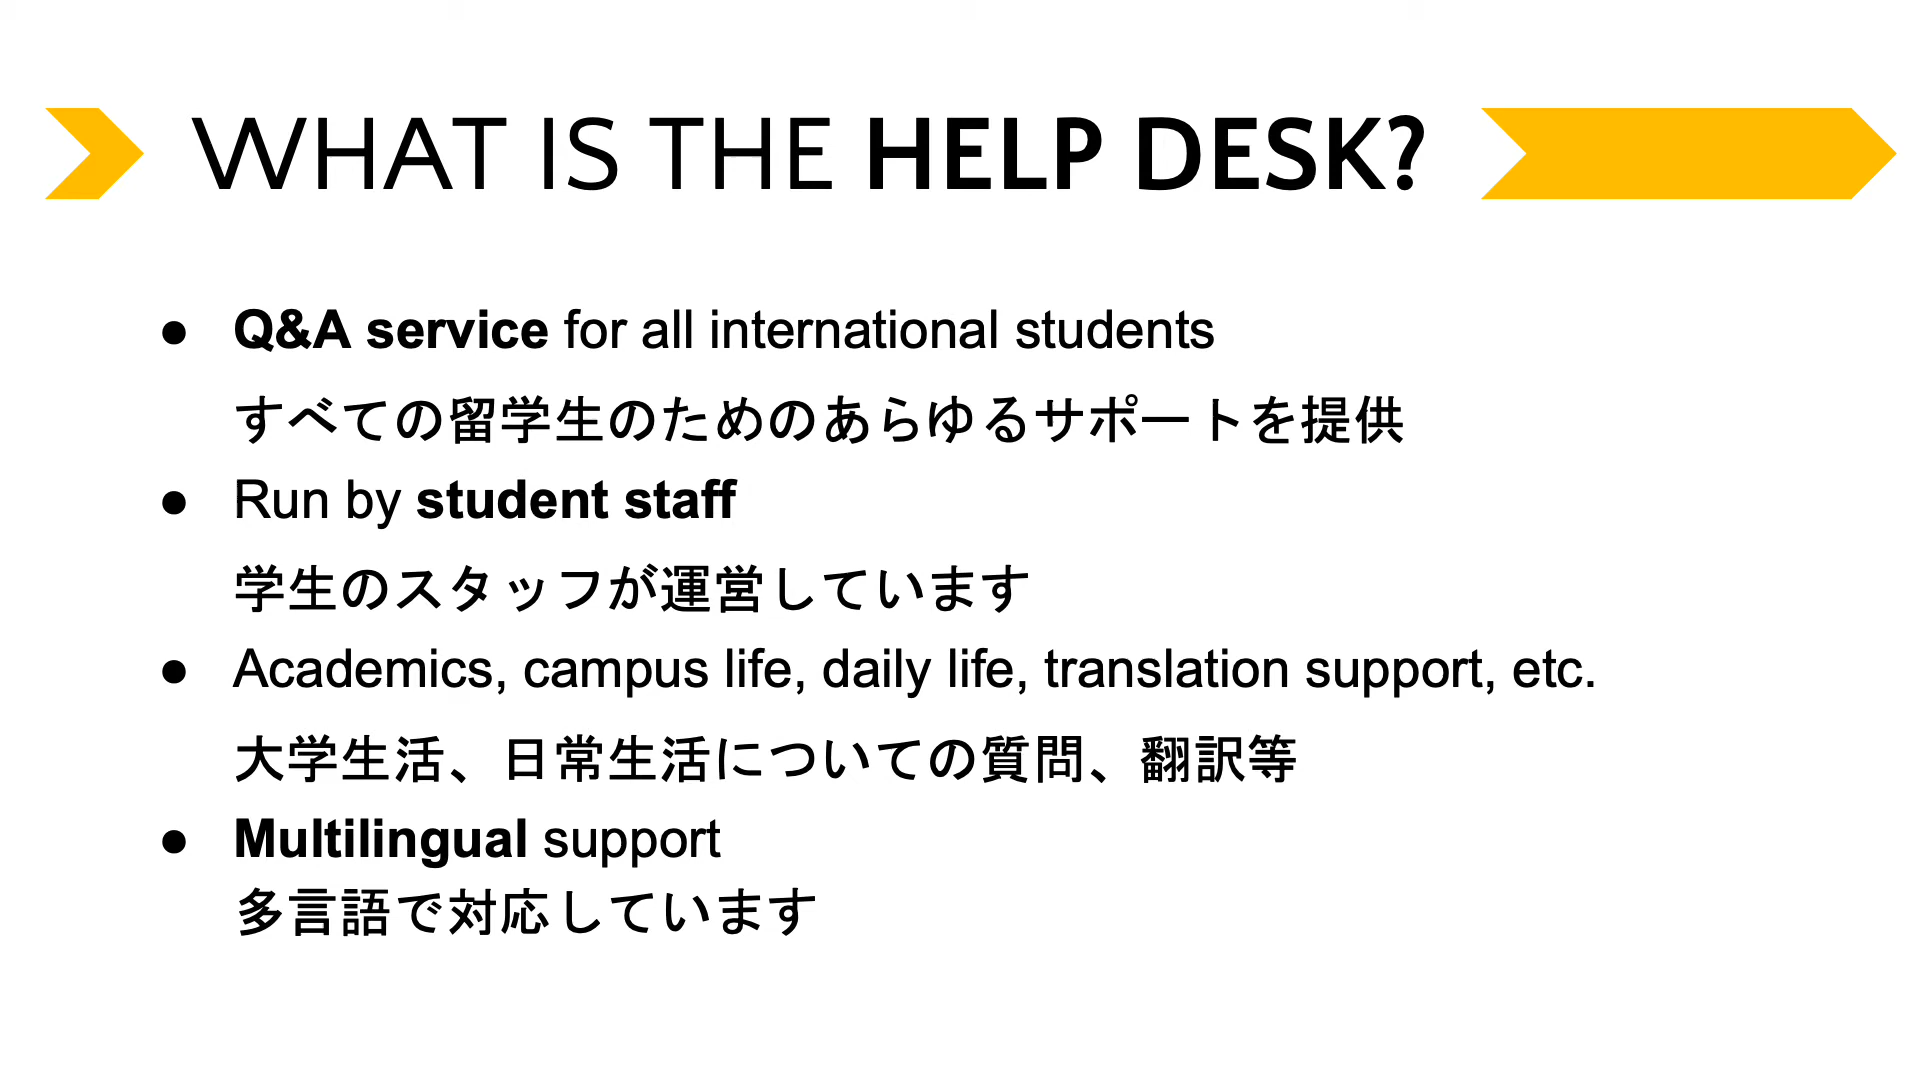 WHAT IS THE HELP DESK?
● Q&A service for all international students
すべての留学生のためのあらゆるサポートを提供
● Run by student staff
学生のスタッフが運営しています
● Academics, campus life, daily life, translation support, etc.
大学生活、日常生活についての質問、翻訳等
● Multilingual support
多言語で対応しています